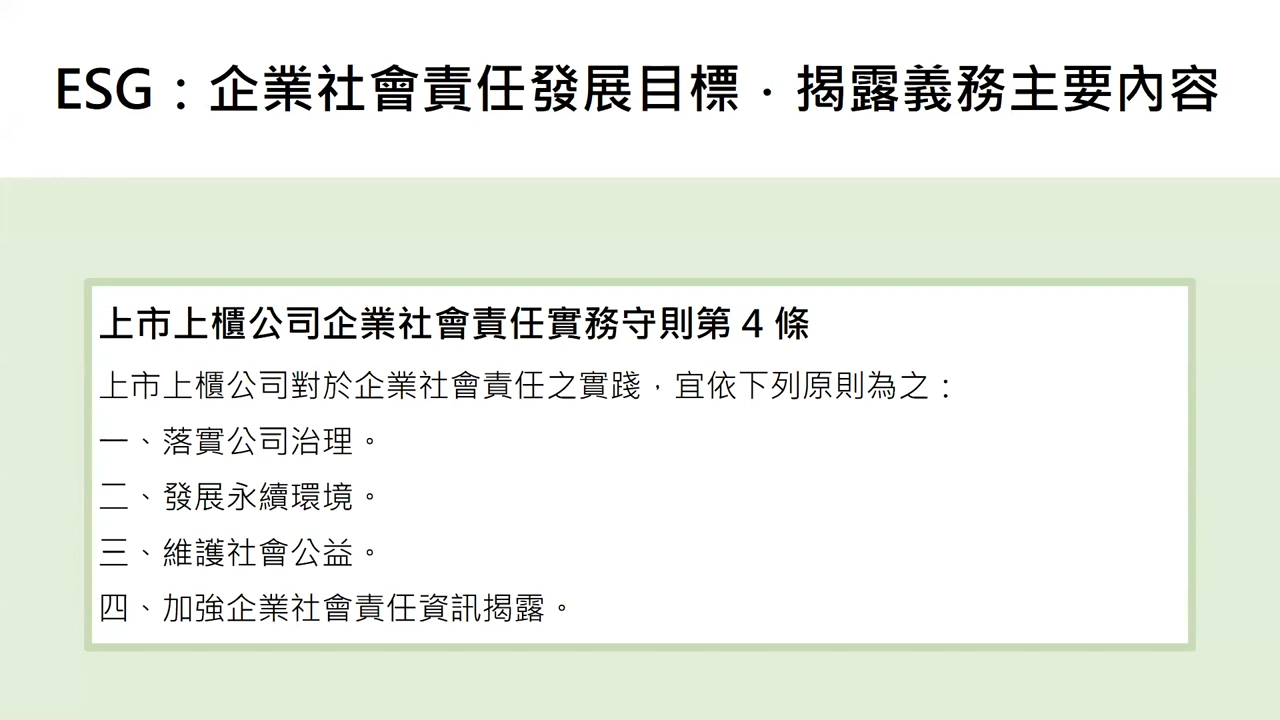 ESG：企業社會責任發展目標．揭露義務主要內容
上市上櫃公司企業社會責任實務守則第 4 條
上市上櫃公司對於企業社會責任之實踐，宜依下列原則為之：
一、落實公司治理。
二、發展永續環境。
三、維護社會公益。
四、加強企業社會責任資訊揭露。